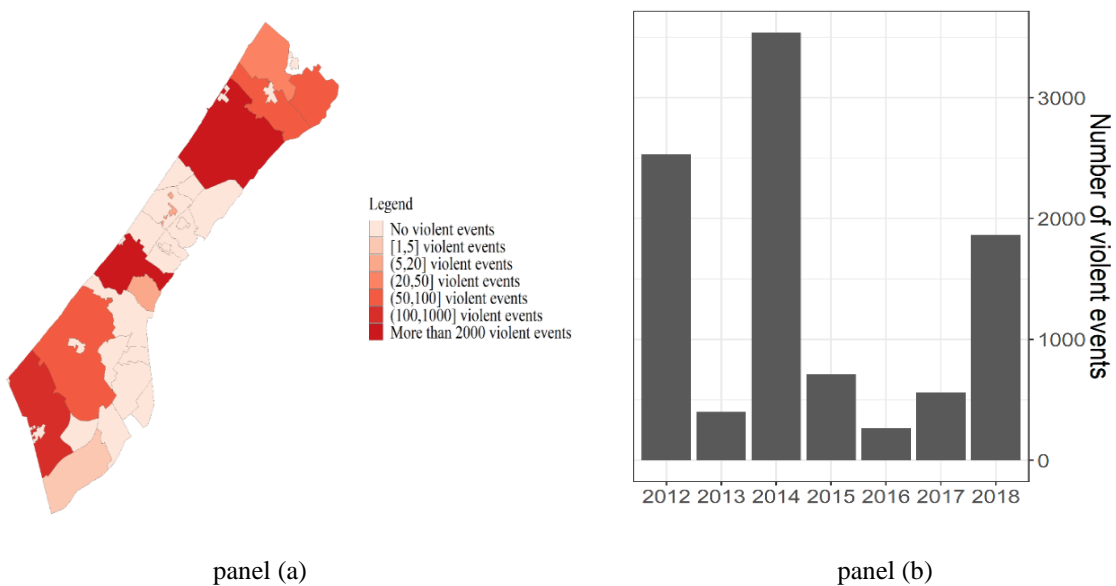 Legend
No violent events
[1,5] violent events
(5,20] violent events
(20,50] violent events
(50,100] violent events
(100,1000] violent events
More than 2000 violent events
panel (a)
3000
2000
1000
0
Number of violent events
2012 2013 2014 2015 2016 2017 2018
panel (b)